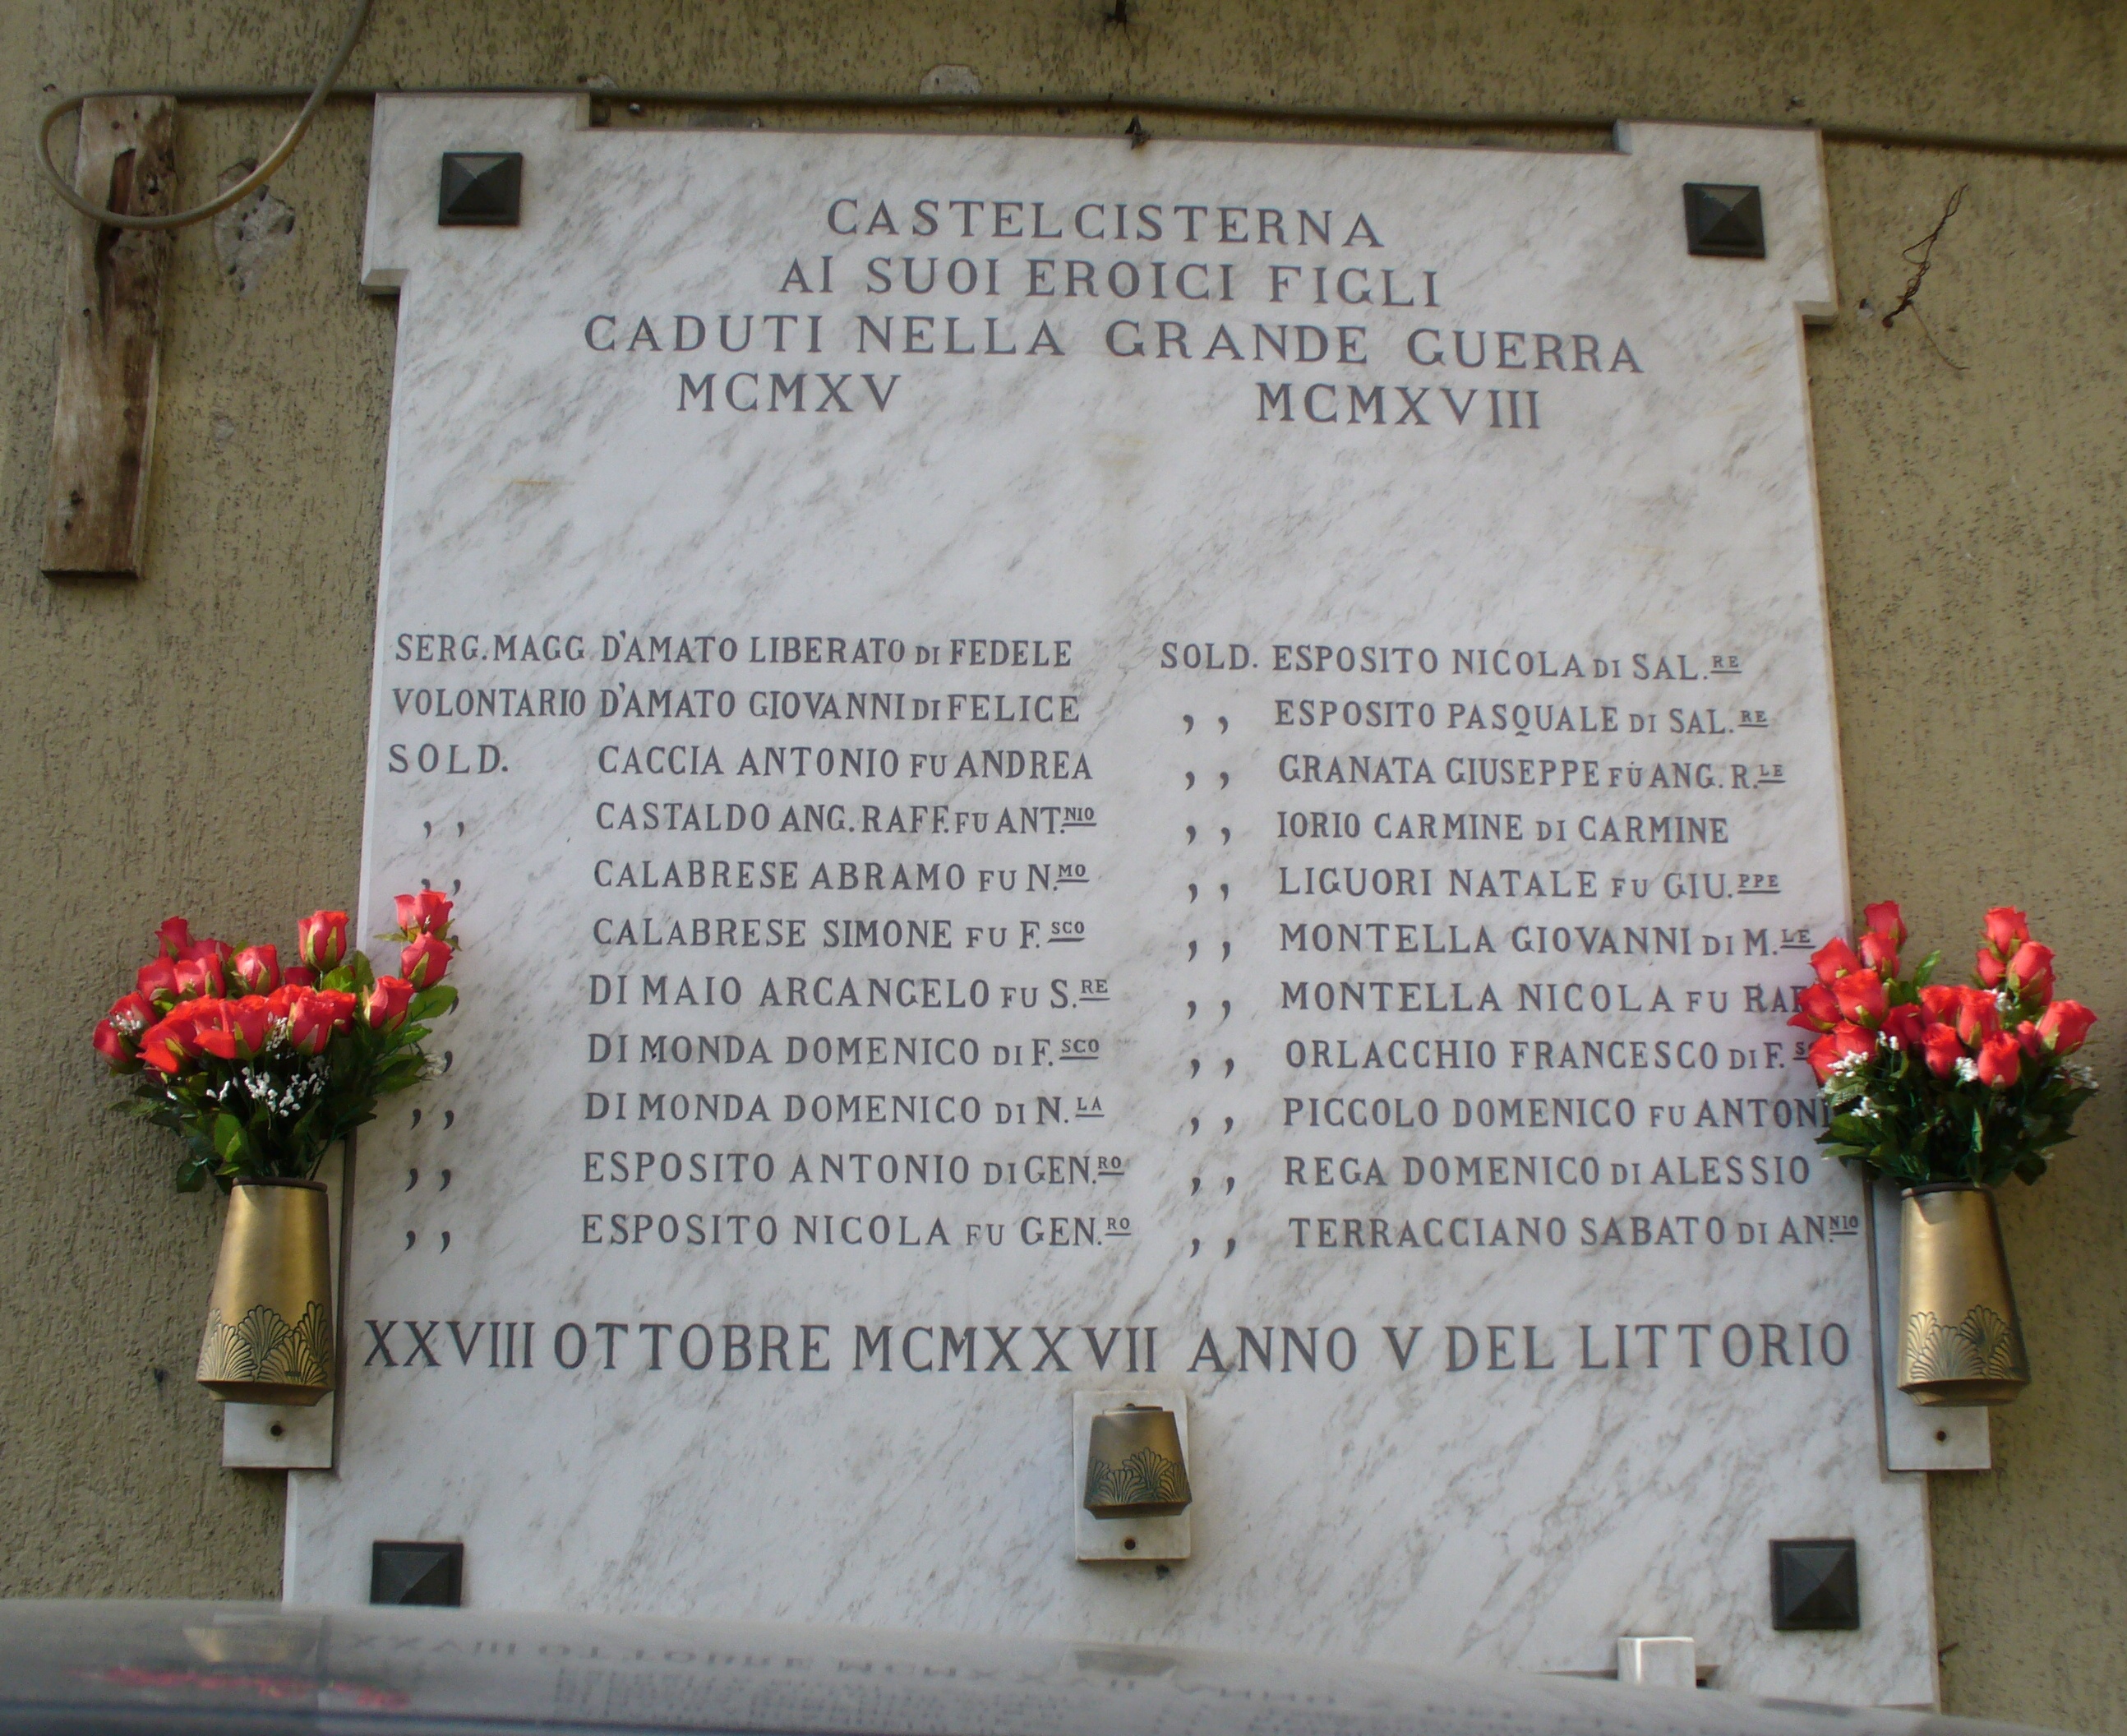 CASTELCISTERNA
AI SUOI EROICI FIGLI
CADUTI NELLA GRANDE GUERRA
MCMXV MCMXVIII
SERG. MAGG D'AMATO LIBERATO DI FEDELE
VOLONTARIO D'AMATO GIOVANNI DI FELICE
SOLD. CACCIA ANTONIO FU ANDREA
,, CASTALDO ANG. RAFF. FU ANT.NIO
,, CALABRESE ABRAMO FU N.MO
CALABRESE SIMONE FU F.SCO
, DI MAIO ARCANGELO FU S.RE
, DI MONDA DOMENICO DI F.SCO
,, DI MONDA DOMENICO DI N.LA
,, ESPOSITO ANTONIO DI GEN.RO
,, ESPOSITO NICOLA FU GEN.RO
SOLD. ESPOSITO NICOLA DI SAL.RE
,, ESPOSITO PASQUALE DI SAL.RE
,, GRANATA GIUSEPPE FU ANG. R.LE
,, IORIO CARMINE DI CARMINE
,, LIGUORI NATALE FU GIU.PPE
,, MONTELLA GIOVANNI DI M.LE
,, MONTELLA NICOLA FU
,, ORLACCHIO FRANCESCO DI F.
,, PICCOLO DOMENICO FU ANTONI
,, REGA DOMENICO DI ALESSIO
,, TERRACCIANO SABATO DI AN.NIO
XXVIII OTTOBRE MCMXXVII ANNO V DEL LITTORIO